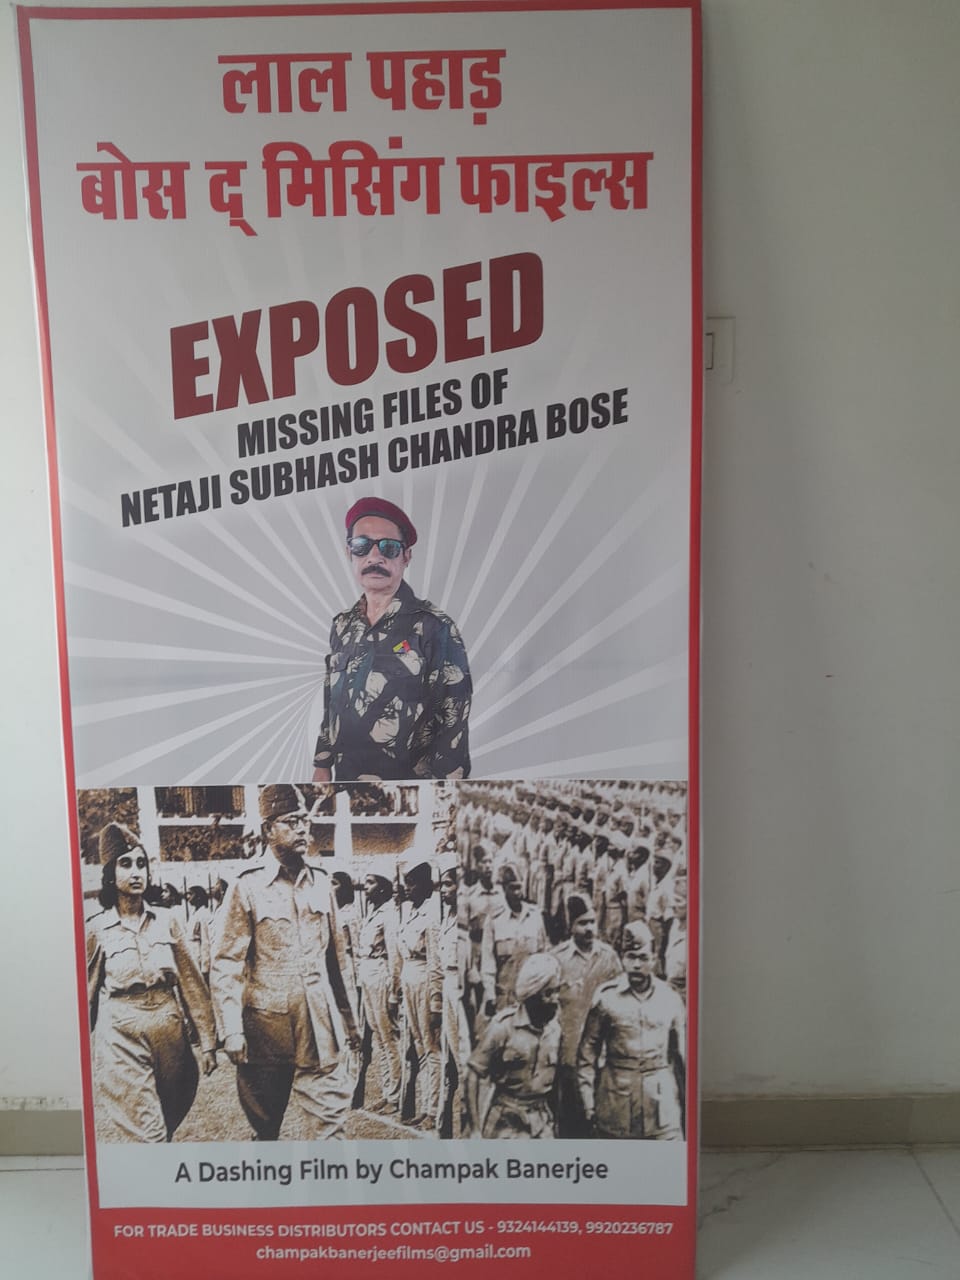 लाल पहाड़
बोस द् मिसिंग फाइल्स
EXPOSED
MISSING FILES OF
NETAJI SUBHASH CHANDRA BOSE
A Dashing Film by Champak Banerjee
FOR TRADE BUSINESS DISTRIBUTORS CONTACT US - 9324144139, 9920236787
champakbanerjeefilms@gmail.com